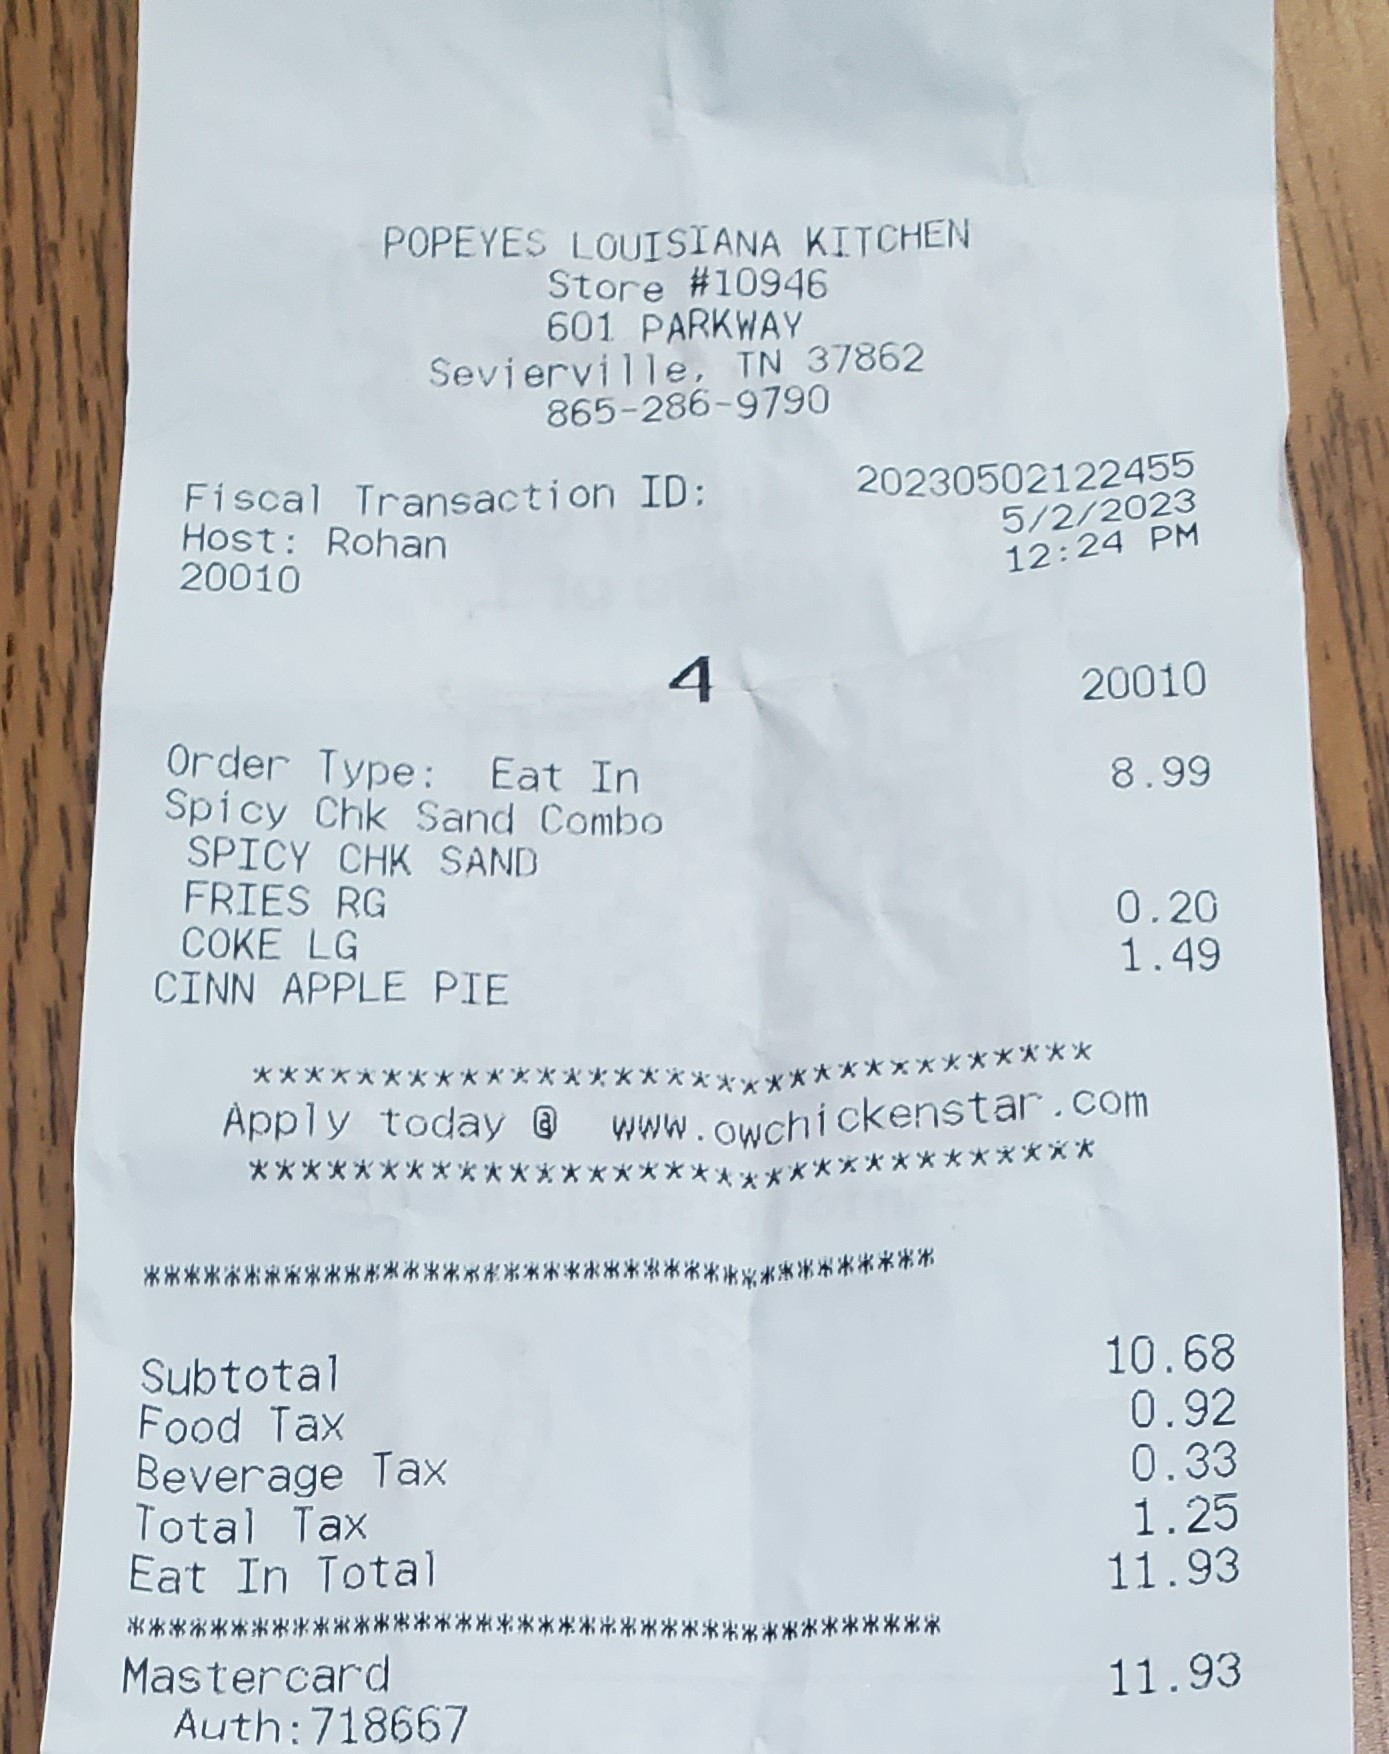 POPEYES LOUISIANA KITCHEN
Store #10946
601 PARKWAY
Sevierville, TN 37862
865-286-9790
Fiscal Transaction ID: 20230502122455
Host: Rohan 5/2/2023
20010 12:24 PM
4 20010
Order Type: Eat In
Spicy Chk Sand Combo 8.99
SPICY CHK SAND
FRIES RG
COKE LG 0.20
CINN APPLE PIE 1.49
*********************************
Apply today @ www.owchickenstar.com
*********************************
****************************************
Subtotal 10.68
Food Tax 0.92
Beverage Tax 0.33
Total Tax 1.25
Eat In Total 11.93
****************************************
Mastercard 11.93
Auth:718667